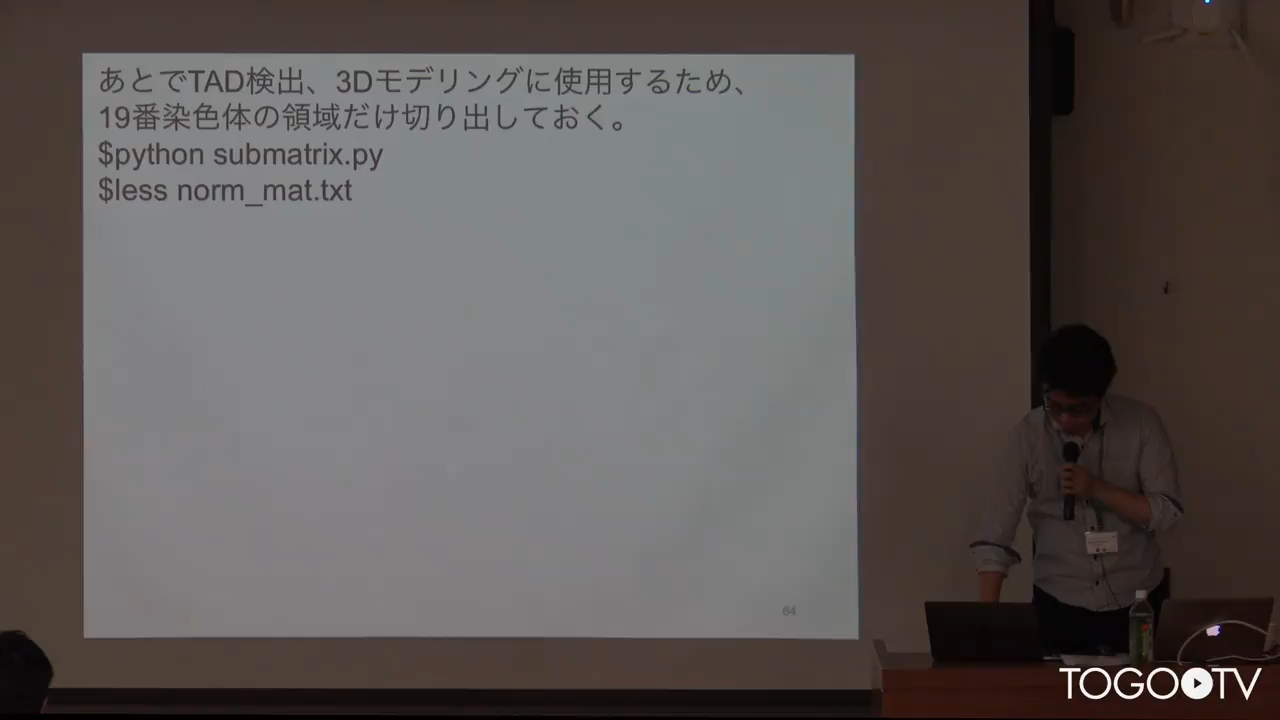 あとでTAD検出、3Dモデリングに使用するため、
19番染色体の領域だけ切り出しておく。
$python submatrix.py
$less norm_mat.txt
64
TOGOTV